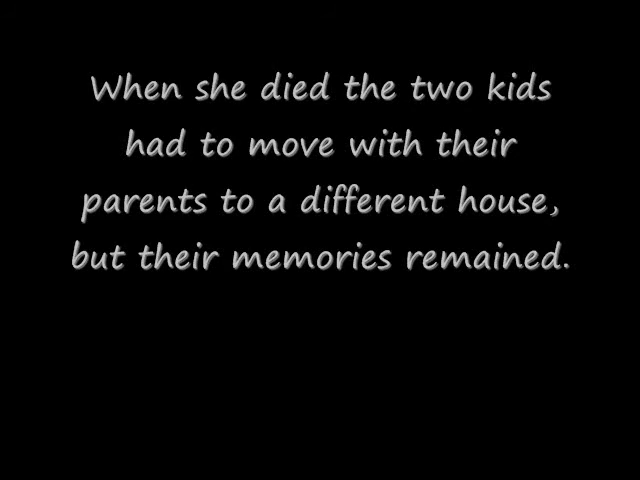 When she died the two kids
had to move with their
parents to a different house,
but their memories remained.